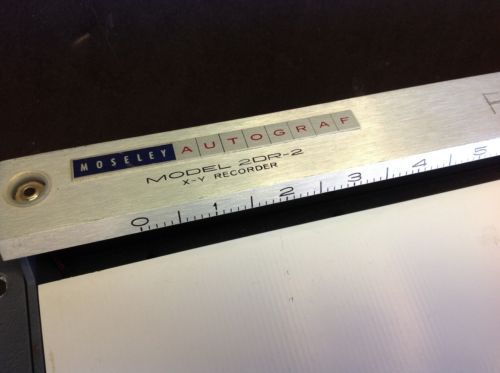 MOSELEY AUTOGRAF
MODEL 2DR-2
X-Y RECORDER
0 1 2 3 4 5